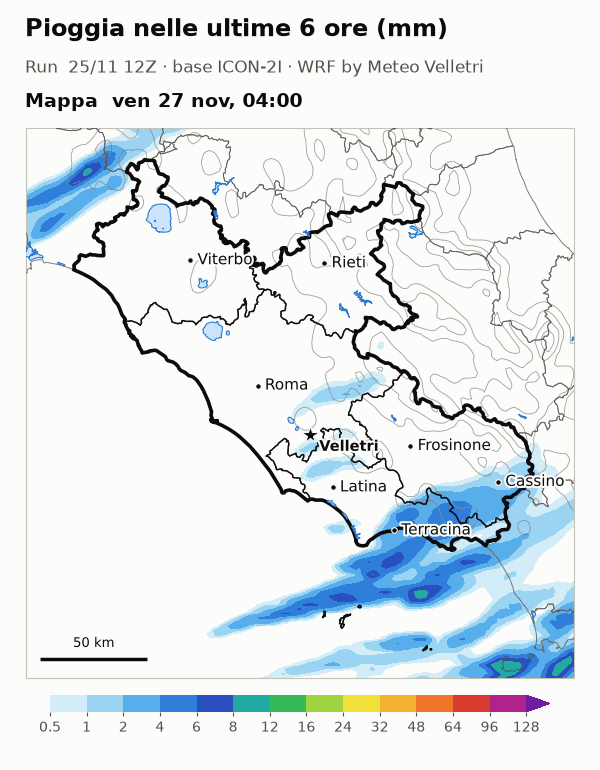 Pioggia nelle ultime 6 ore (mm)
Run  25/11 12Z · base ICON-2I · WRF by Meteo Velletri
Mappa  ven 27 nov, 04:00
Viterbo
Rieti
Roma
Velletri
Frosinone
Latina
Cassino
Terracina
50 km
0.5 1 2 4 6 8 12 16 24 32 48 64 96 128